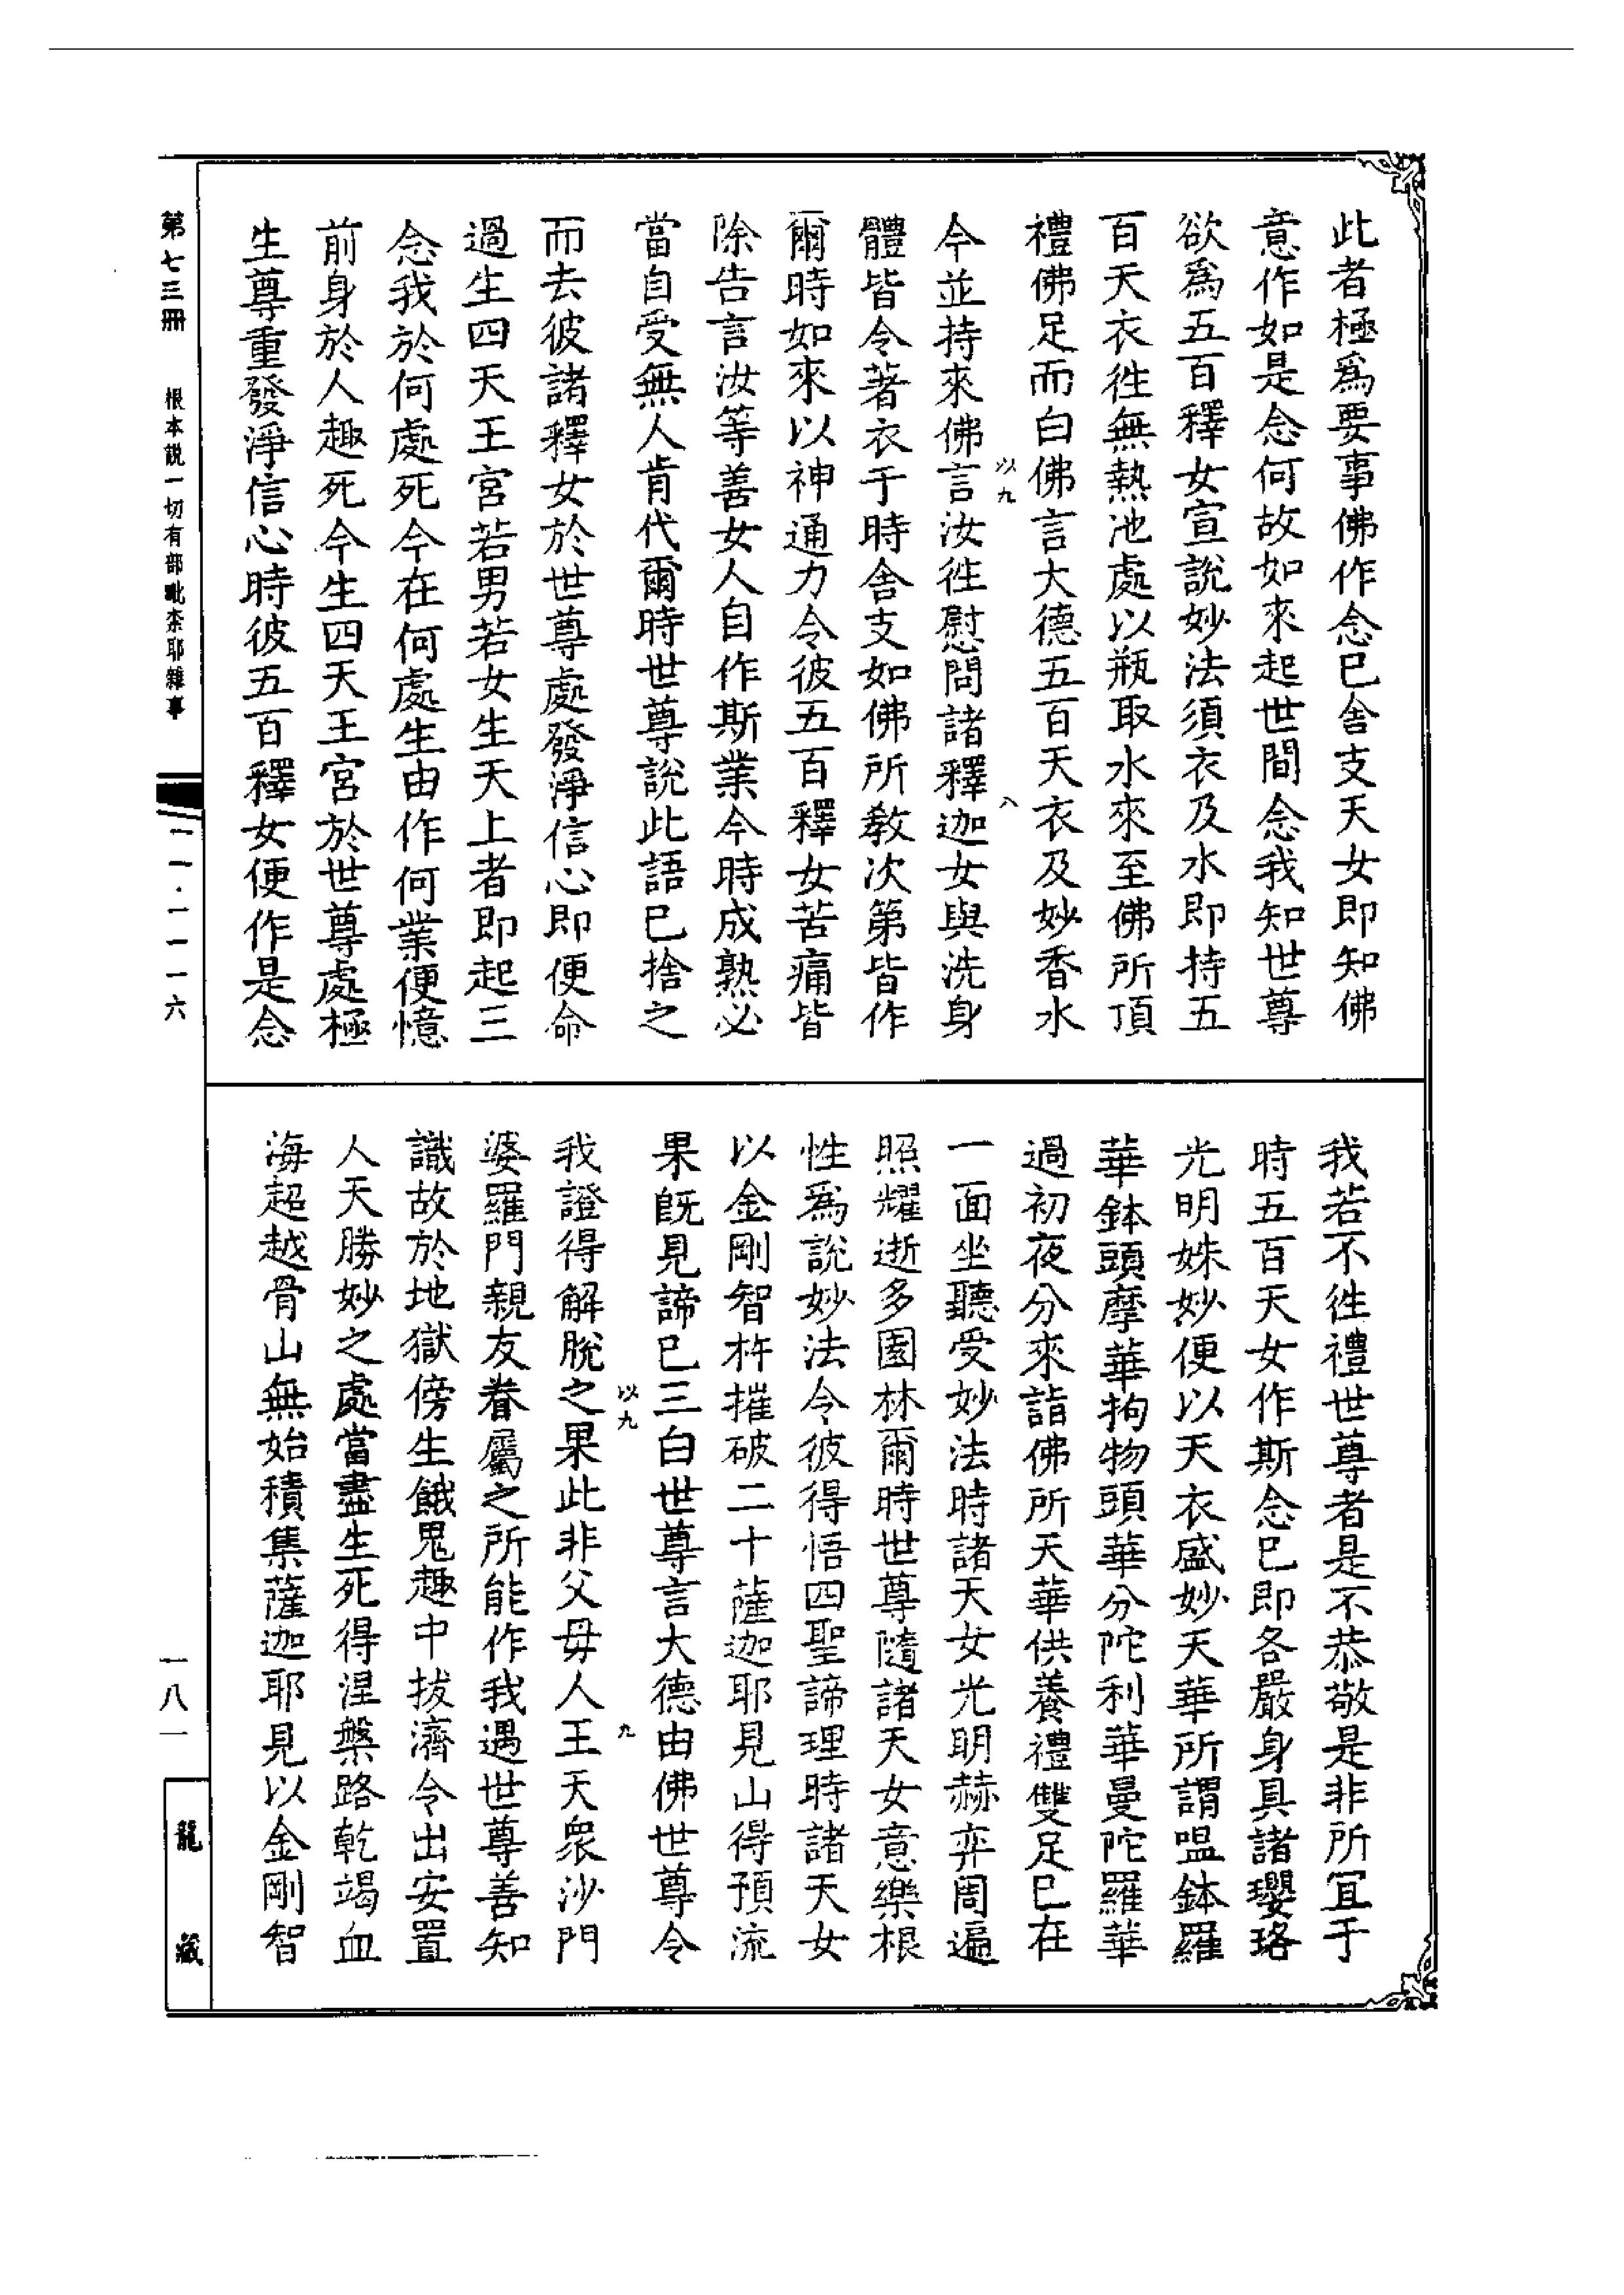 此者極爲要事佛作念已舍支天女即知佛
意作如是念何故如來起世間念我知世尊
欲爲五百釋女宣說妙法須衣及水即持五
百天衣徃無熱池處以瓶取水來至佛所頂
禮佛足而白佛言大德五百天衣及妙香水
以九
八
今並持來佛言汝徃慰問諸釋迦女與洗身
體皆令著衣于時舍支如佛所教次第皆作
爾時如來以神通力令彼五百釋女苦痛皆
除告言汝等善女人自作斯業今時成熟必
當自受無人肯代爾時世尊說此語已捨之
而去彼諸釋女於世尊處發淨信心即便命
過生四天王宮若男若女生天上者即起三
念我於何處死今在何處生由作何業便憶
前身於人趣死今生四天王宮於世尊處極
生尊重發淨信心時彼五百釋女便作是念
我若不徃禮世尊者是不恭敬是非所冝于
時五百天女作斯念已即各嚴身具諸瓔珞
光明姝妙便以天衣盛妙天華所謂嗢鉢羅
華鉢頭摩華拘物頭華分陀利華曼陀羅華
過初夜分來詣佛所天華供養禮雙足已在
一面坐聽受妙法時諸天女光明赫弈周遍
照耀逝多園林爾時世尊隨諸天女意樂根
性爲說妙法令彼得悟四聖諦理時諸天女
以金剛智杵摧破二十薩迦耶見山得預流
果旣見諦已三白世尊言大德由佛世尊令
以九
九
我證得解脫之果此非父母人王天衆沙門
婆羅門親友眷屬之所能作我遇世尊善知
識故於地獄傍生餓鬼趣中拔濟令出安置
人天勝妙之處當盡生死得涅槃路乾竭血
海超越骨山無始積集薩迦耶見以金剛智
第七三冊　根本説一切有部毗柰耶雜事
一一·一一一六
一八一
龍藏